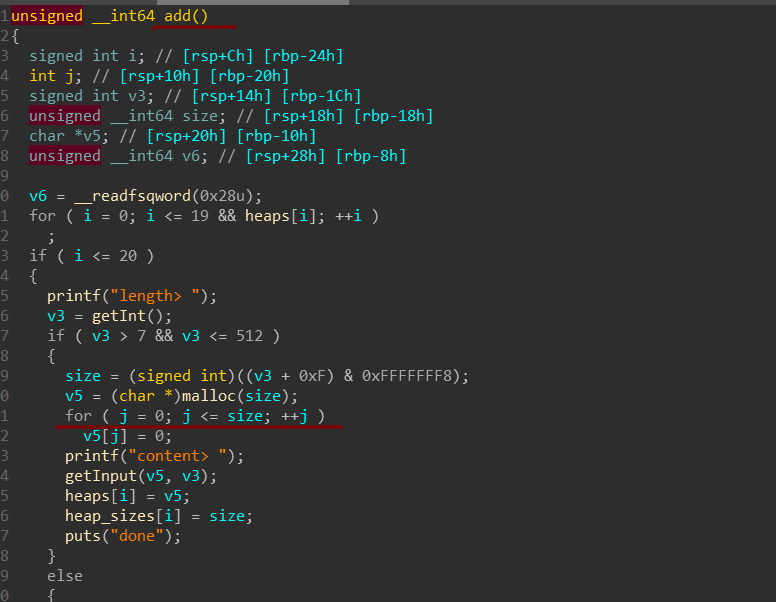 1 unsigned __int64 add()
2 {
3 signed int i; // [rsp+Ch] [rbp-24h]
4 int j; // [rsp+10h] [rbp-20h]
5 signed int v3; // [rsp+14h] [rbp-1Ch]
6 unsigned __int64 size; // [rsp+18h] [rbp-18h]
7 char *v5; // [rsp+20h] [rbp-10h]
8 unsigned __int64 v6; // [rsp+28h] [rbp-8h]
9
0 v6 = __readfsqword(0x28u);
1 for ( i = 0; i <= 19 && heaps[i]; ++i )
2 ;
3 if ( i <= 20 )
4 {
5 printf("length> ");
6 v3 = getInt();
7 if ( v3 > 7 && v3 <= 512 )
8 {
9 size = (signed int)((v3 + 0xF) & 0xFFFFFFF8);
0 v5 = (char *)malloc(size);
1 for ( j = 0; j <= size; ++j )
2 v5[j] = 0;
3 printf("content> ");
4 getInput(v5, v3);
5 heaps[i] = v5;
6 heap_sizes[i] = size;
7 puts("done");
8 }
9 else
0 {